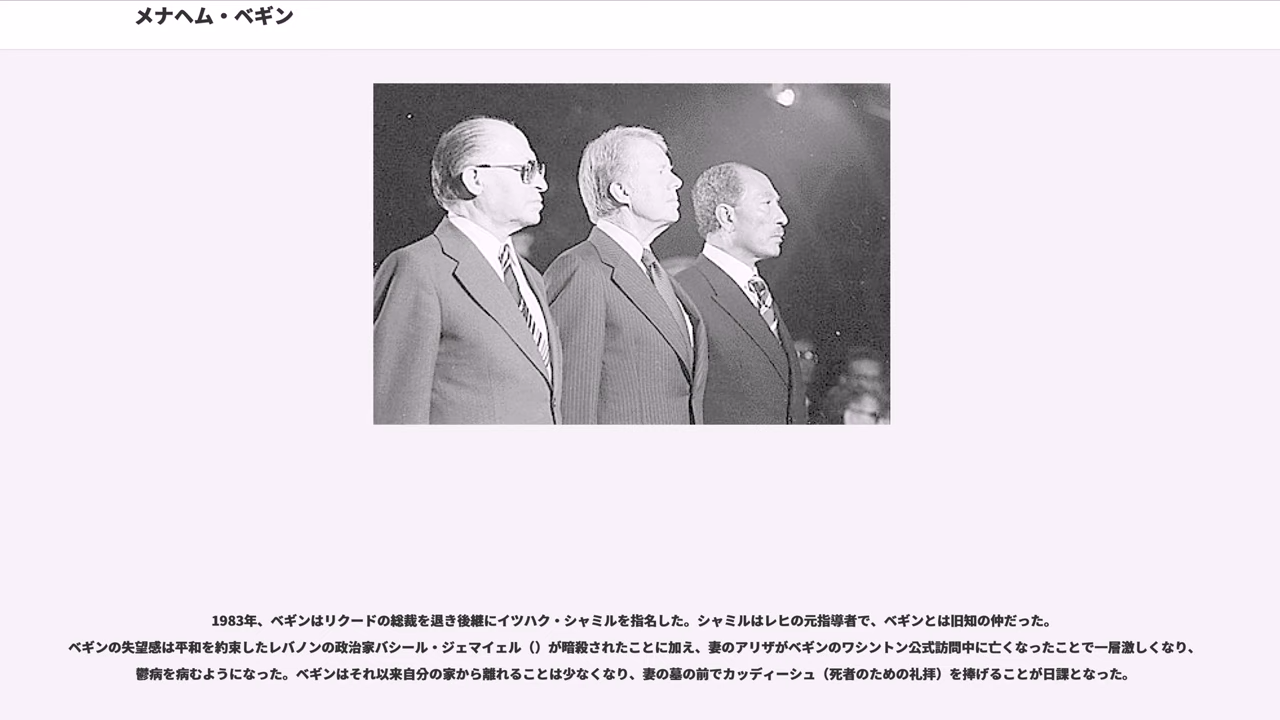 メナヘム・ベギン
1983年、ベギンはリクードの総裁を退き後継にイツハク・シャミルを指名した。シャミルはレヒの元指導者で、ベギンとは旧知の仲だった。
ベギンの失望感は平和を約束したレバノンの政治家バシール・ジェマイェル（）が暗殺されたことに加え、妻のアリザがベギンのワシントン公式訪問中に亡くなったことで一層激しくなり、
鬱病を病むようになった。ベギンはそれ以来自分の家から離れることは少なくなり、妻の墓の前でカッディーシュ（死者のための礼拝）を捧げることが日課となった。